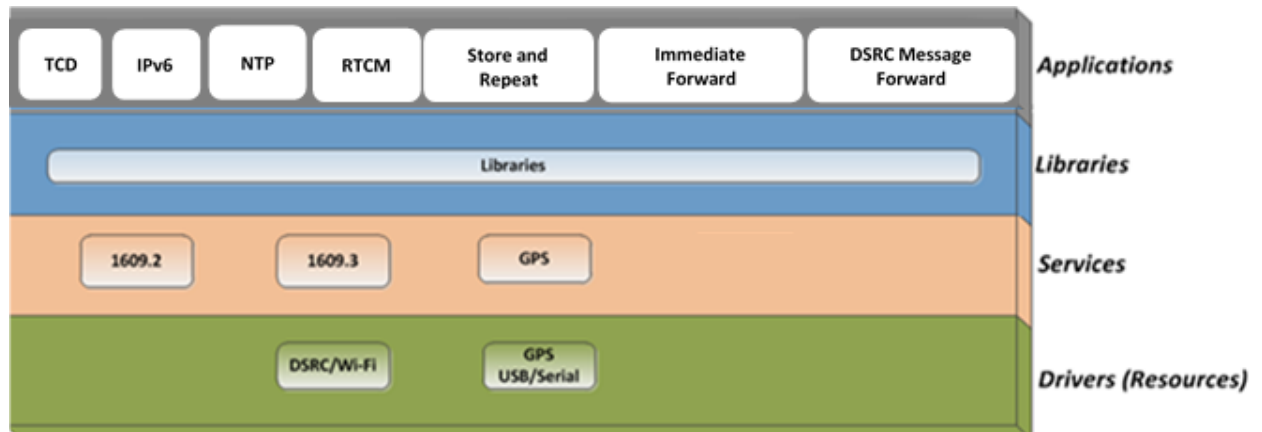 TCD
IPv6
NTP
RTCM
Store and
Repeat
Immediate
Forward
DSRC Message
Forward
Applications
Libraries
Libraries
1609.2
1609.3
GPS
Services
DSRC/Wi-Fi
GPS
USB/Serial
Drivers (Resources)